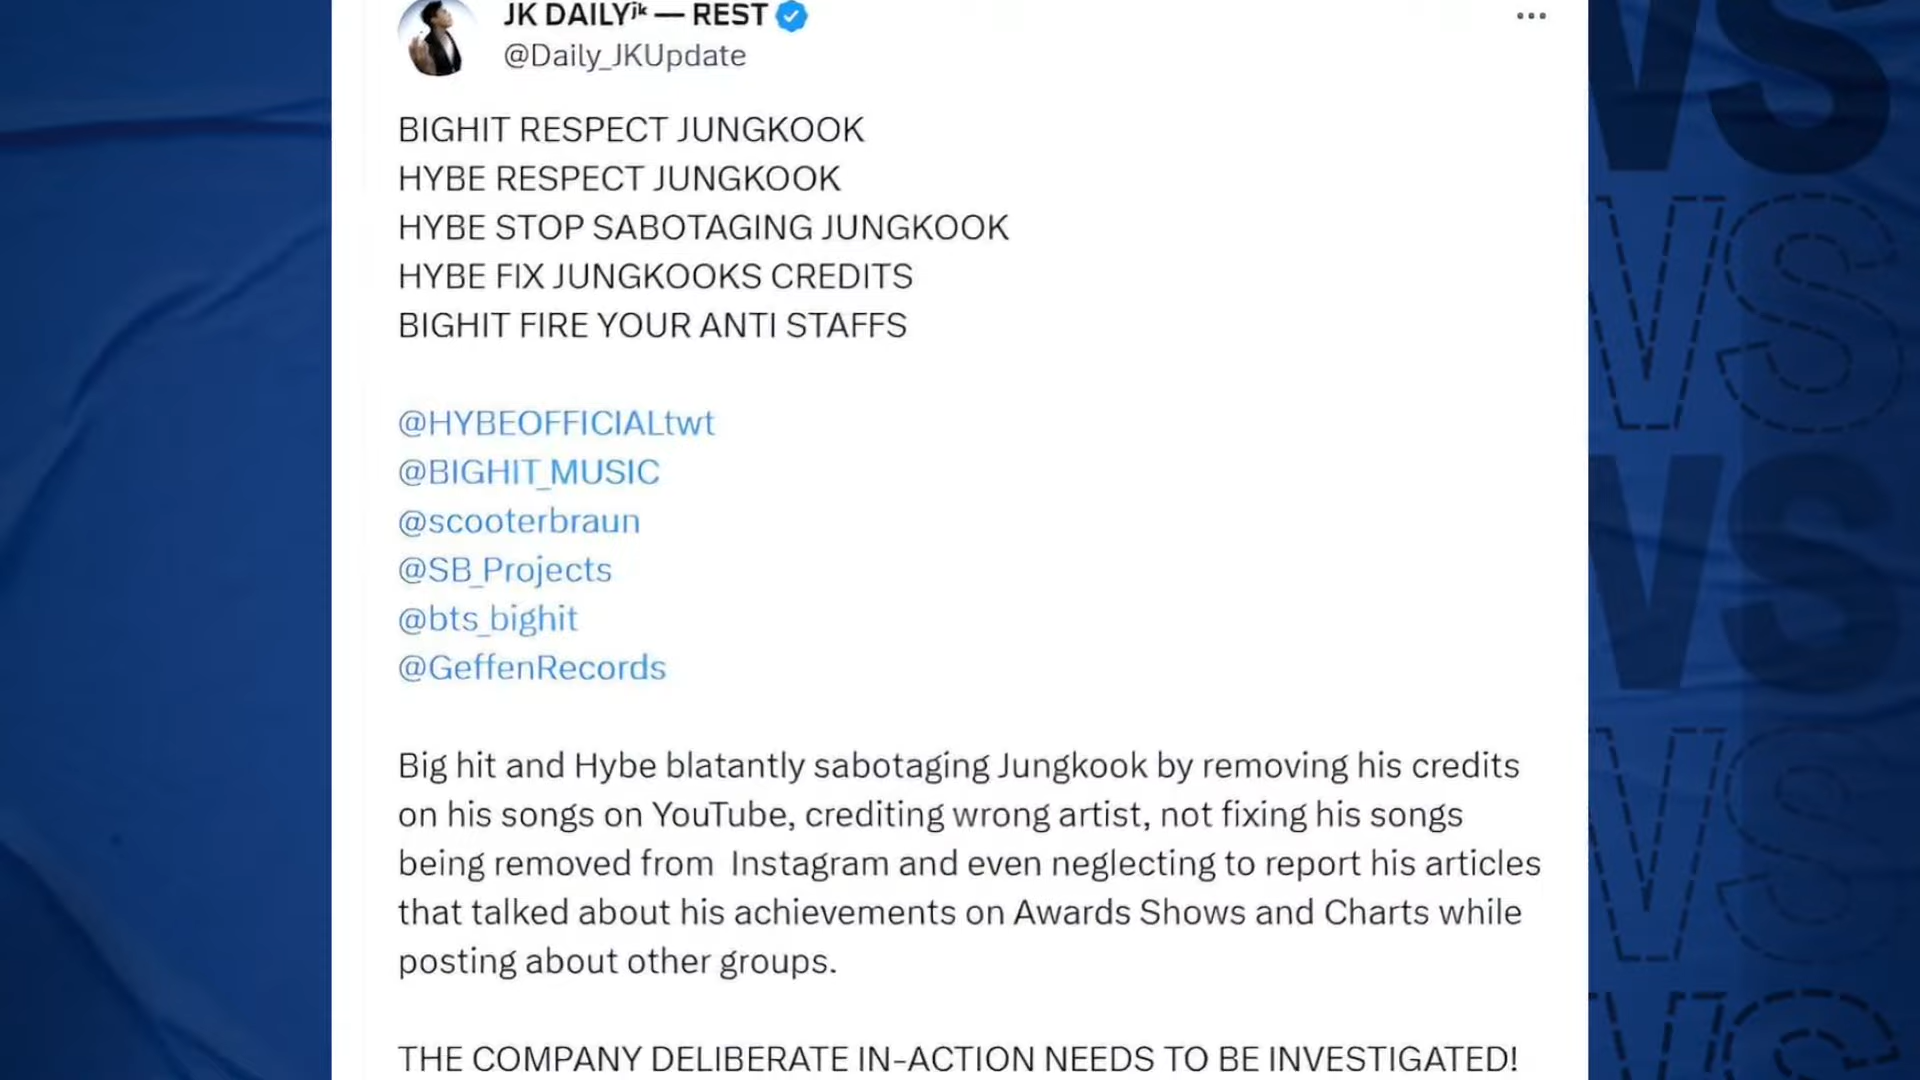 JK DAILYʲᵏ — REST
@Daily_JKUpdate
BIGHIT RESPECT JUNGKOOK
HYBE RESPECT JUNGKOOK
HYBE STOP SABOTAGING JUNGKOOK
HYBE FIX JUNGKOOKS CREDITS
BIGHIT FIRE YOUR ANTI STAFFS
@HYBEOFFICIALtwt
@BIGHIT_MUSIC
@scooterbraun
@SB_Projects
@bts_bighit
@GeffenRecords
Big hit and Hybe blatantly sabotaging Jungkook by removing his credits
on his songs on YouTube, crediting wrong artist, not fixing his songs
being removed from Instagram and even neglecting to report his articles
that talked about his achievements on Awards Shows and Charts while
posting about other groups.
THE COMPANY DELIBERATE IN-ACTION NEEDS TO BE INVESTIGATED!